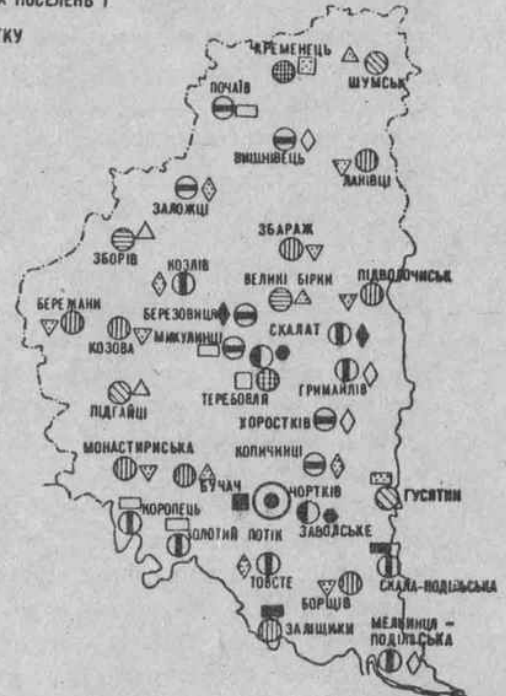 ПОСЕЛЕНЬ І
ТКУ
КРЕМЕНЕЦЬ
ШУМСЬК
ПОЧАЇВ
ВИШНІВЕЦЬ
ЛАНІВЦІ
ЗАЛОЖЦІ
ЗБОРІВ
ЗБАРАЖ
КОЗЛІВ
ВЕЛИКІ БІРКИ
ПІДВОЛОЧИСЬК
БЕРЕЖАНИ
БЕРЕЗОВИЦЯ
КОЗОВА
МИКУЛИНЦІ
СКАЛАТ
ТЕРЕБОВЛЯ
ГРИМАЙЛІВ
ПІДГАЙЦІ
ХОРОСТКІВ
МОНАСТИРИСЬКА
КОПИЧИНЦІ
БУЧАЧ
ЧОРТКІВ
ГУСЯТИН
КОРОПЕЦЬ
ЗОЛОТИЙ ПОТІК
ЗАВОДСЬКЕ
ТОВСТЕ
БОРЩІВ
СКАЛА-ПОДІЛЬСЬКА
ЗАЛІЩИКИ
МЕЛЬНИЦЯ -
ПОДІЛЬСЬКА